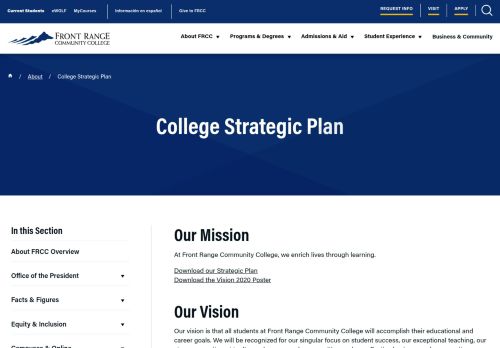 Current Students eWOLF MyCourses Información en español Give to FRCC REQUEST INFO VISIT APPLY
FRONT RANGE
COMMUNITY COLLEGE
About FRCC Programs & Degrees Admissions & Aid Student Experience Business & Community
/ About / College Strategic Plan
College Strategic Plan
In this Section
About FRCC Overview
Office of the President
Facts & Figures
Equity & Inclusion
Our Mission
At Front Range Community College, we enrich lives through learning.
Download our Strategic Plan
Download the Vision 2020 Poster
Our Vision
Our vision is that all students at Front Range Community College will accomplish their educational and
career goals. We will be recognized for our singular focus on student success, our exceptional teaching, our